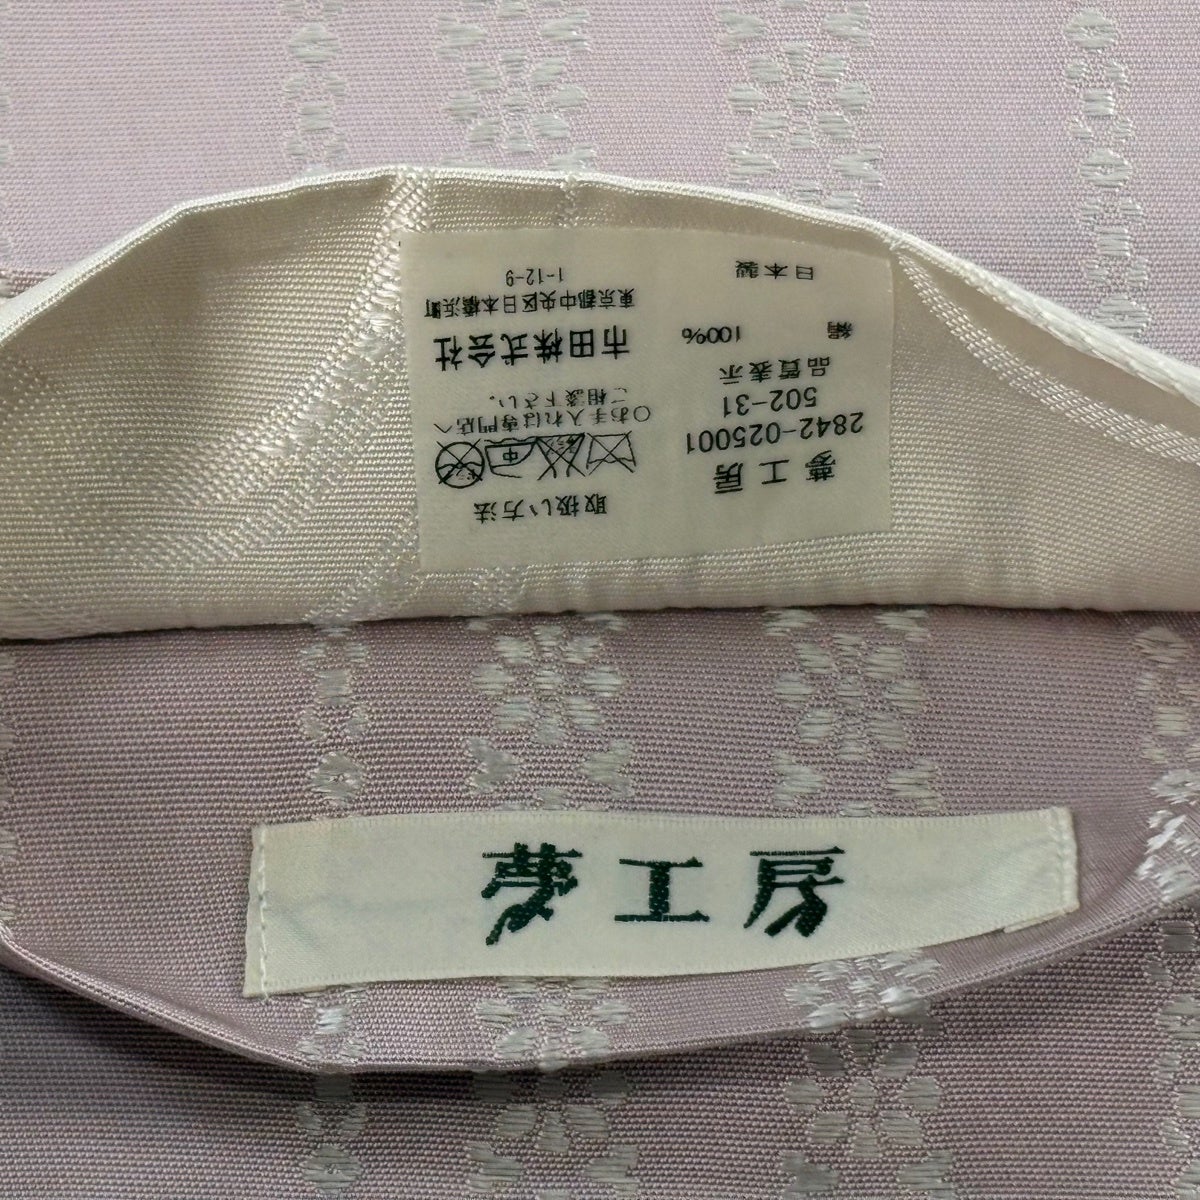 夢工房
2842-025001
502-31
品質表示
絹 100%
日本製
取扱い方法
○お手入れは専門店へ
ご相談下さい。
市田株式会社
東京都中央区日本橋浜町
1-12-9
夢工房